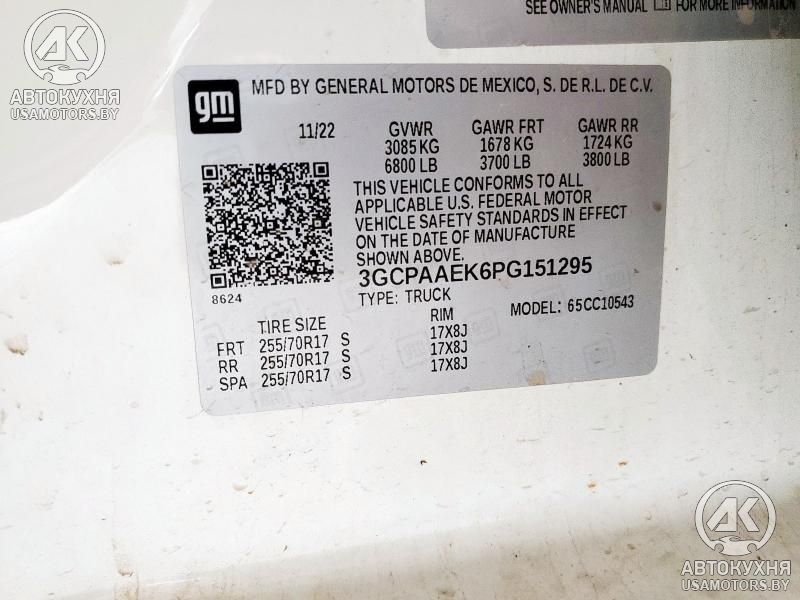 SEE OWNER'S MANUAL FOR MORE INFORMATION
AK
АВТОКУХНЯ
USAMOTORS.BY
gm
MFD BY GENERAL MOTORS DE MEXICO, S. DE R.L. DE C.V.
11/22 GVWR GAWR FRT GAWR RR
3085 KG 1678 KG 1724 KG
6800 LB 3700 LB 3800 LB
THIS VEHICLE CONFORMS TO ALL
APPLICABLE U.S. FEDERAL MOTOR
VEHICLE SAFETY STANDARDS IN EFFECT
ON THE DATE OF MANUFACTURE
SHOWN ABOVE.
3GCPAAEK6PG151295
8624
TYPE: TRUCK MODEL: 65CC10543
TIRE SIZE RIM
FRT 255/70R17 S 17X8J
RR 255/70R17 S 17X8J
SPA 255/70R17 S 17X8J
AK
АВТОКУХНЯ
USAMOTORS.BY